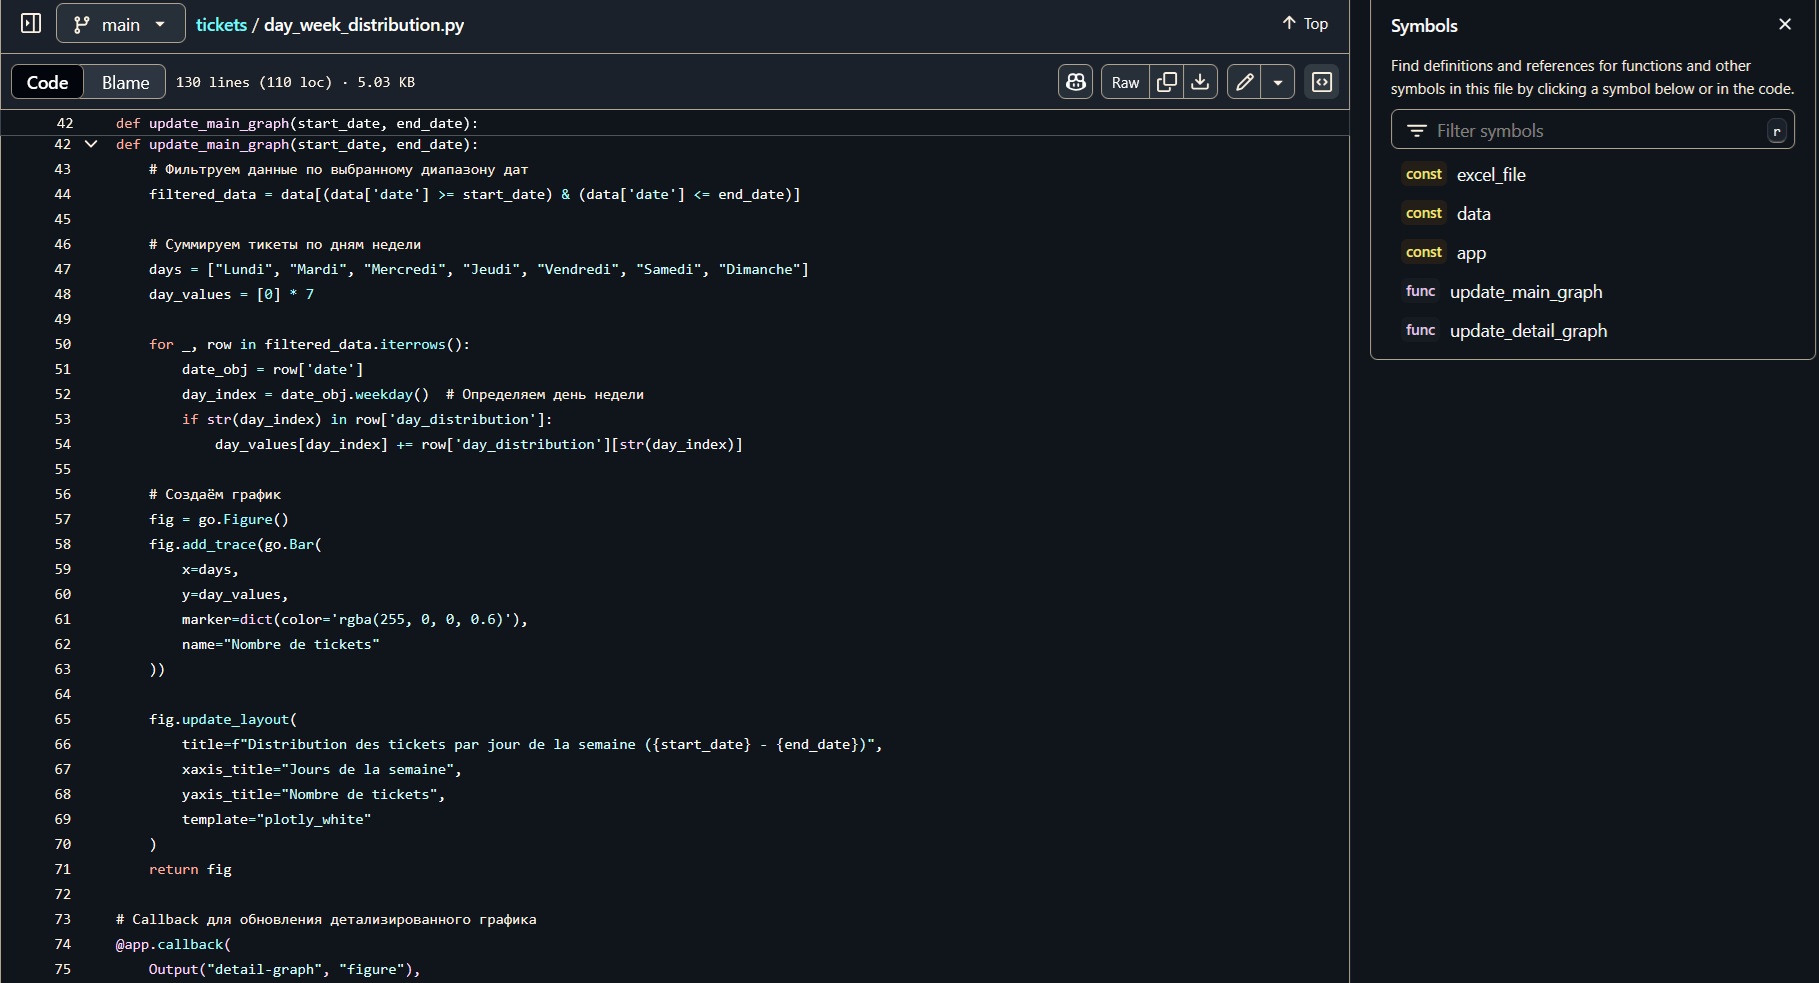 main
tickets / day_week_distribution.py
Top
Code Blame 130 lines (110 loc) · 5.03 KB
Raw
42 def update_main_graph(start_date, end_date):
42 def update_main_graph(start_date, end_date):
43 # Фильтруем данные по выбранному диапазону дат
44 filtered_data = data[(data['date'] >= start_date) & (data['date'] <= end_date)]
45
46 # Суммируем тикеты по дням недели
47 days = ["Lundi", "Mardi", "Mercredi", "Jeudi", "Vendredi", "Samedi", "Dimanche"]
48 day_values = [0] * 7
49
50 for _, row in filtered_data.iterrows():
51 date_obj = row['date']
52 day_index = date_obj.weekday()  # Определяем день недели
53 if str(day_index) in row['day_distribution']:
54 day_values[day_index] += row['day_distribution'][str(day_index)]
55
56 # Создаём график
57 fig = go.Figure()
58 fig.add_trace(go.Bar(
59 x=days,
60 y=day_values,
61 marker=dict(color='rgba(255, 0, 0, 0.6)'),
62 name="Nombre de tickets"
63 ))
64
65 fig.update_layout(
66 title=f"Distribution des tickets par jour de la semaine ({start_date} - {end_date})",
67 xaxis_title="Jours de la semaine",
68 yaxis_title="Nombre de tickets",
69 template="plotly_white"
70 )
71 return fig
72
73 # Callback для обновления детализированного графика
74 @app.callback(
75 Output("detail-graph", "figure"),
Symbols
Find definitions and references for functions and other
symbols in this file by clicking a symbol below or in the code.
Filter symbols r
const excel_file
const data
const app
func update_main_graph
func update_detail_graph